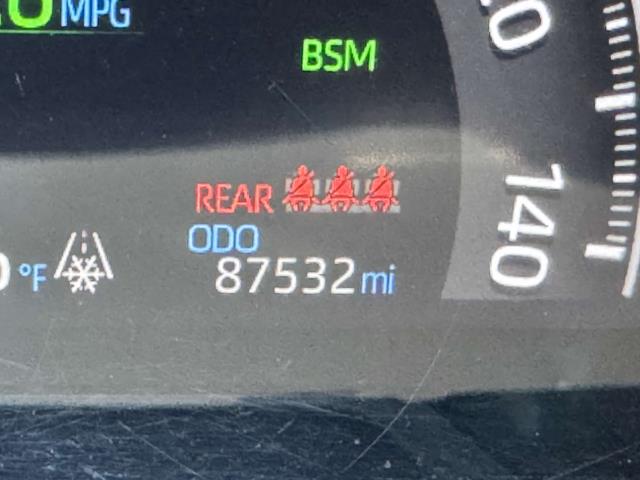 MPG
BSM
REAR
ODO
87532 mi
°F
140